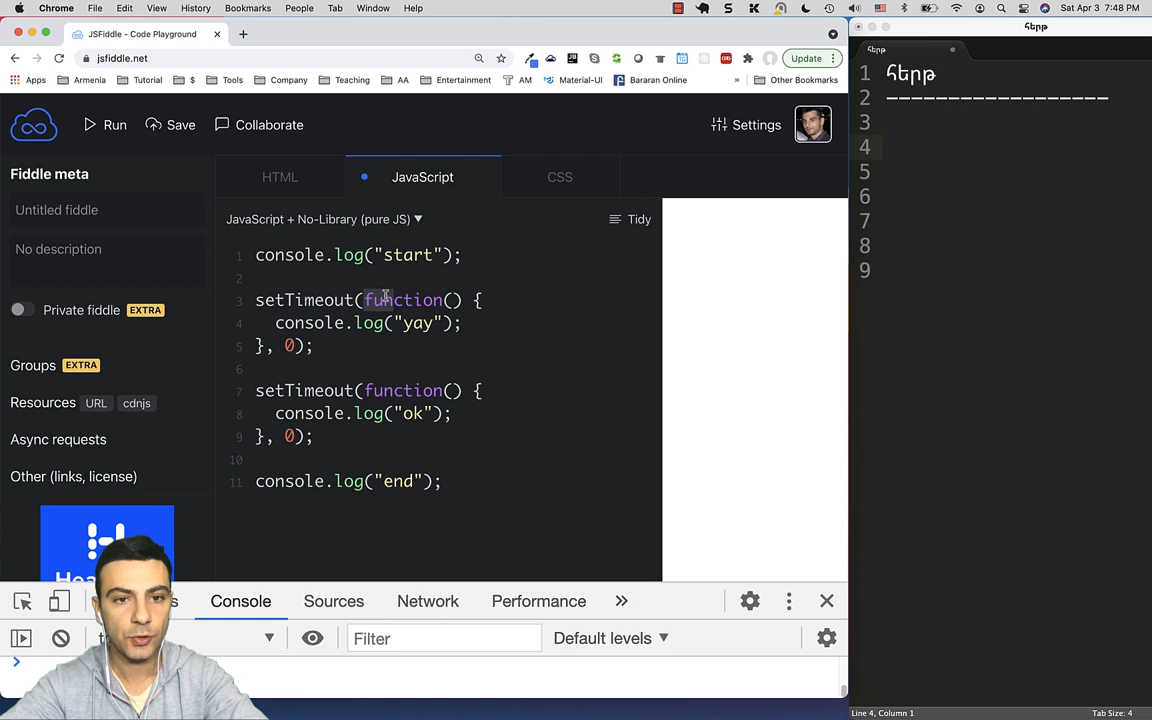 Chrome File Edit View History Bookmarks People Tab Window Help Sat Apr 3 7:48 PM
JSFiddle - Code Playground
jsfiddle.net Update
Apps Armenia Tutorial $ Tools Company Teaching AA Entertainment AM Material-UI Bararan Online » Other Bookmarks
Run Save Collaborate Settings
Fiddle meta
Untitled fiddle
No description
Private fiddle EXTRA
Groups EXTRA
Resources URL cdnjs
Async requests
Other (links, license)
HTML JavaScript CSS
JavaScript + No-Library (pure JS) ▼ Tidy
1 console.log("start");
2
3 setTimeout(function() {
4 console.log("yay");
5 }, 0);
6
7 setTimeout(function() {
8 console.log("ok");
9 }, 0);
10
11 console.log("end");
Console Sources Network Performance »
Filter Default levels ▼
հերթ
հերթ
1 հերթ
2 -----------------
3
4
5
6
7
8
9
Line 4, Column 1 Tab Size: 4